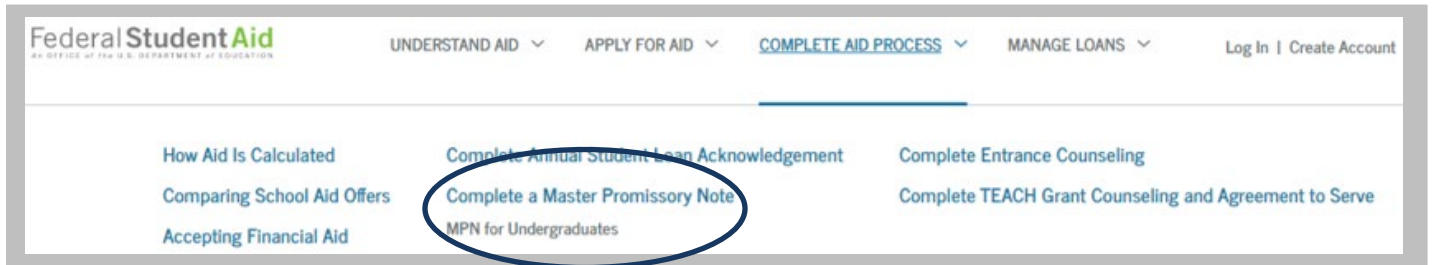 Federal Student Aid
An OFFICE of the U.S. DEPARTMENT of EDUCATION
UNDERSTAND AID
APPLY FOR AID
COMPLETE AID PROCESS
MANAGE LOANS
Log In | Create Account
How Aid Is Calculated
Comparing School Aid Offers
Accepting Financial Aid
Complete Annual Student Loan Acknowledgement
Complete a Master Promissory Note
MPN for Undergraduates
Complete Entrance Counseling
Complete TEACH Grant Counseling and Agreement to Serve